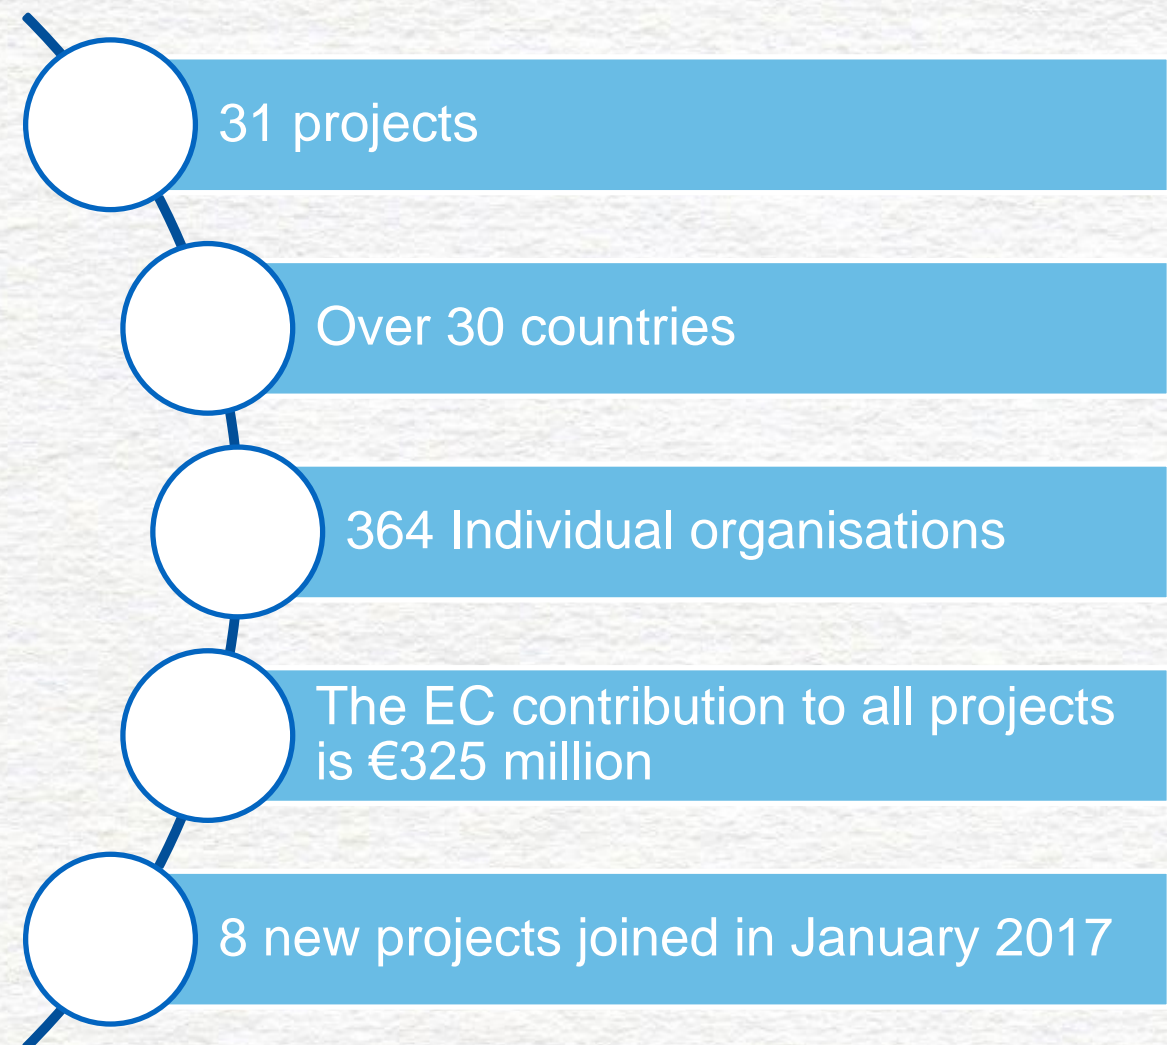 31 projects
Over 30 countries
364 Individual organisations
The EC contribution to all projects
is €325 million
8 new projects joined in January 2017